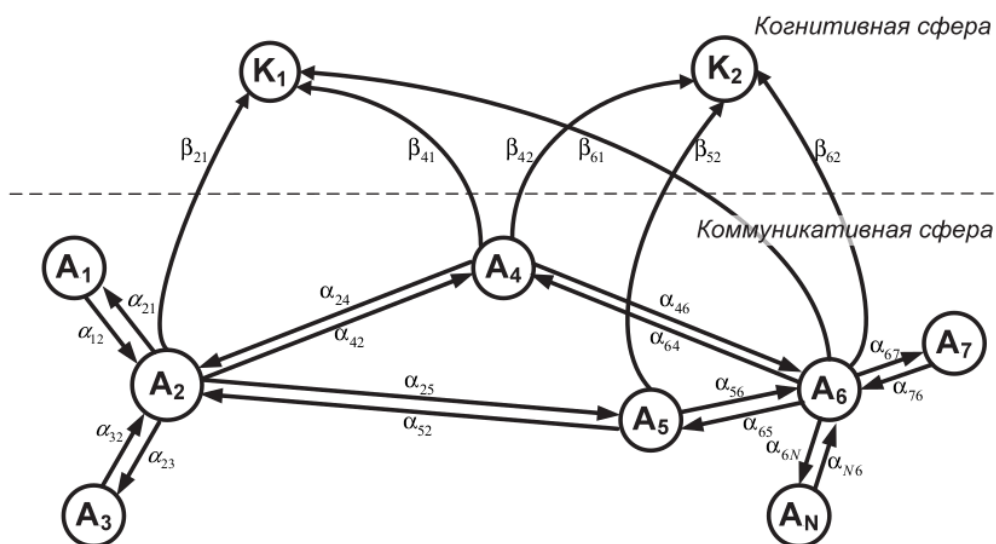 Когнитивная сфера
K₁
K₂
β₂₁
β₄₁
β₄₂
β₆₁
β₅₂
β₆₂
Коммуникативная сфера
A₁
A₄
α₂₁
α₁₂
α₂₄
α₄₂
α₄₆
α₆₄
A₇
α₆₇
α₇₆
A₂
α₂₅
α₅₂
A₅
α₅₆
α₆₅
A₆
α₃₂
α₂₃
α₆N
αN₆
A₃
A_N